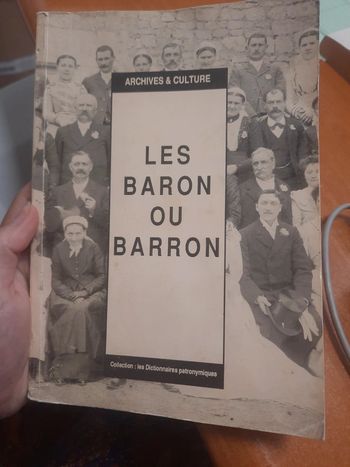 ARCHIVES & CULTURE
LES
BARON
OU
BARRON
Collection : les Dictionnaires patronymiques